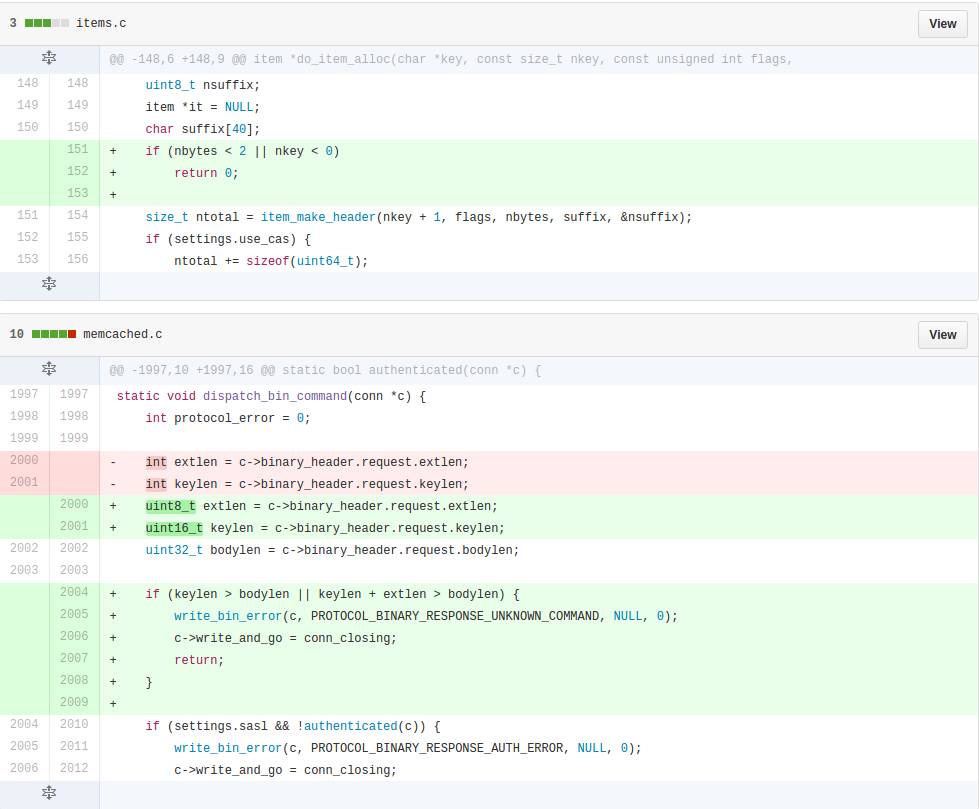 3 items.c View
@@ -148,6 +148,9 @@ item *do_item_alloc(char *key, const size_t nkey, const unsigned int flags,
148 148 uint8_t nsuffix;
149 149 item *it = NULL;
150 150 char suffix[40];
151 + if (nbytes < 2 || nkey < 0)
152 + return 0;
153 +
151 154 size_t ntotal = item_make_header(nkey + 1, flags, nbytes, suffix, &nsuffix);
152 155 if (settings.use_cas) {
153 156 ntotal += sizeof(uint64_t);
10 memcached.c View
@@ -1997,10 +1997,16 @@ static bool authenticated(conn *c) {
1997 1997 static void dispatch_bin_command(conn *c) {
1998 1998 int protocol_error = 0;
1999 1999
2000 - int extlen = c->binary_header.request.extlen;
2001 - int keylen = c->binary_header.request.keylen;
2000 + uint8_t extlen = c->binary_header.request.extlen;
2001 + uint16_t keylen = c->binary_header.request.keylen;
2002 2002 uint32_t bodylen = c->binary_header.request.bodylen;
2003 2003
2004 + if (keylen > bodylen || keylen + extlen > bodylen) {
2005 + write_bin_error(c, PROTOCOL_BINARY_RESPONSE_UNKNOWN_COMMAND, NULL, 0);
2006 + c->write_and_go = conn_closing;
2007 + return;
2008 + }
2009 +
2004 2010 if (settings.sasl && !authenticated(c)) {
2005 2011 write_bin_error(c, PROTOCOL_BINARY_RESPONSE_AUTH_ERROR, NULL, 0);
2006 2012 c->write_and_go = conn_closing;